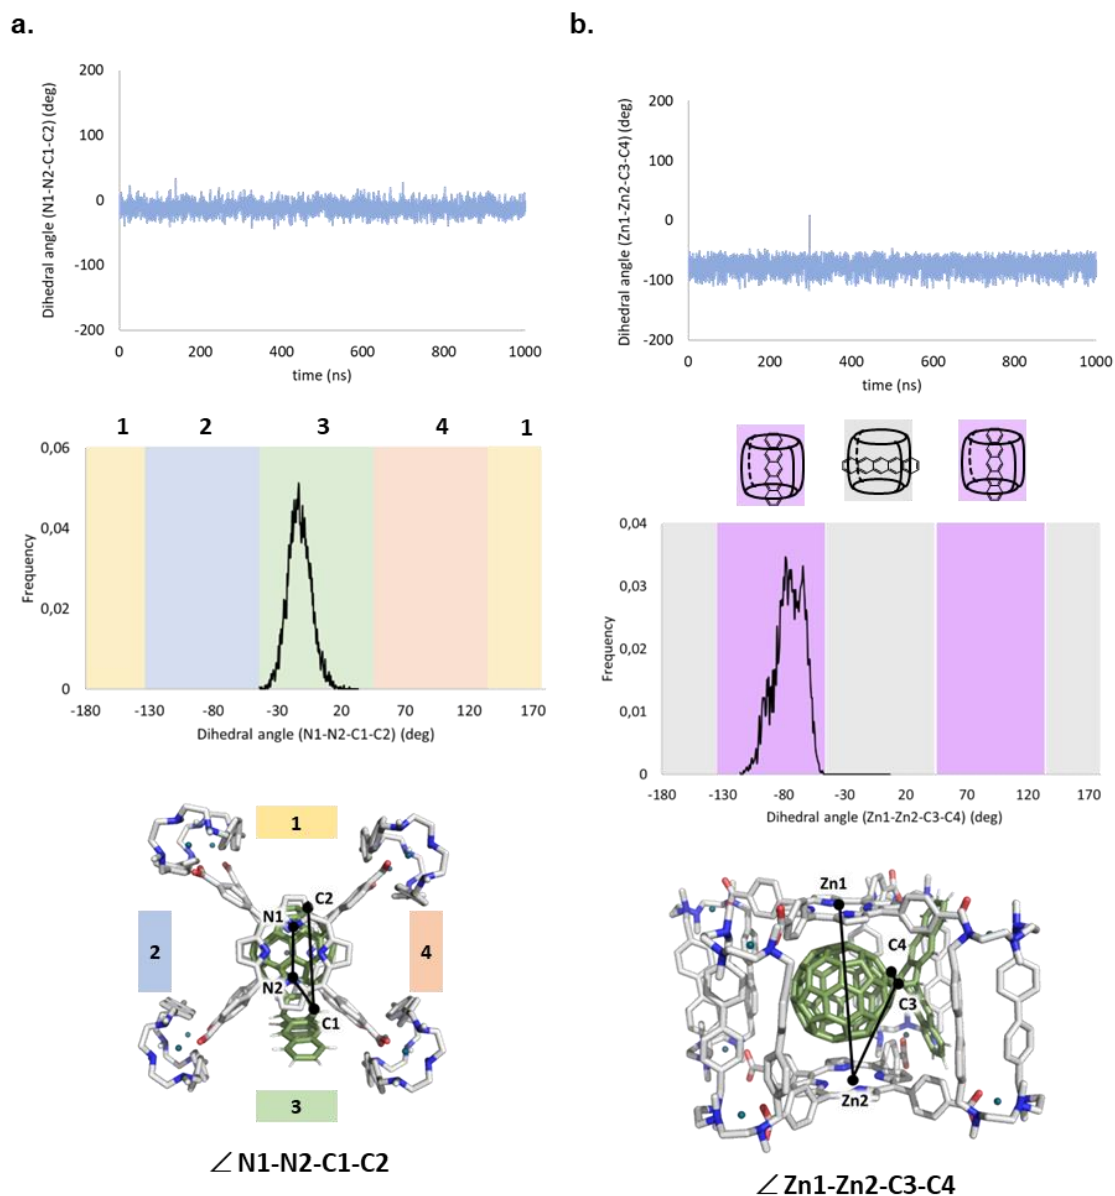 a.
200
100
0
-100
-200
Dihedral angle (N1-N2-C1-C2) (deg)
0 200 400 600 800 1000
time (ns)
1 2 3 4 1
0,06
0,04
0,02
0
Frequency
-180 -130 -80 -30 20 70 120 170
Dihedral angle (N1-N2-C1-C2) (deg)
1
2
4
3
C2
N1
N2
C1
∠ N1-N2-C1-C2
b.
200
100
0
-100
-200
Dihedral angle (Zn1-Zn2-C3-C4) (deg)
0 200 400 600 800 1000
time (ns)
0,04
0,03
0,02
0,01
0
Frequency
-180 -130 -80 -30 20 70 120 170
Dihedral angle (Zn1-Zn2-C3-C4) (deg)
Zn1
C4
C3
Zn2
∠ Zn1-Zn2-C3-C4